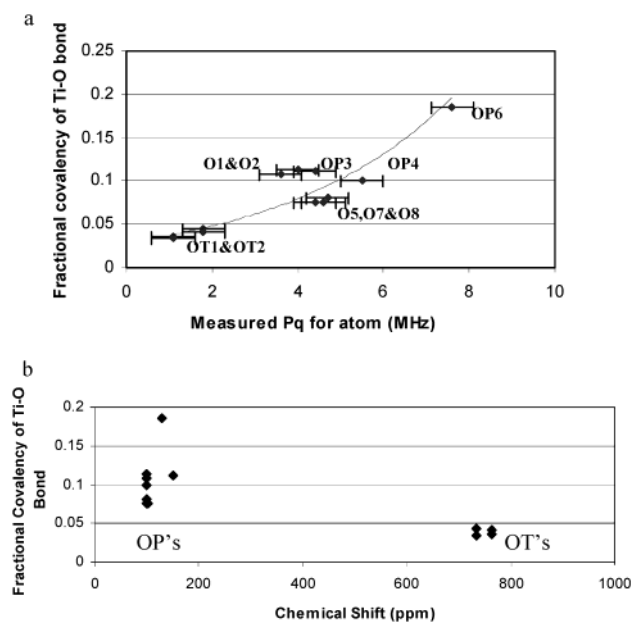 a
Fractional covalency of Ti-O bond
0.25
0.2
0.15
0.1
0.05
0
OP6
O1&O2
OP3
OP4
O5,O7&O8
OT1&OT2
0 2 4 6 8 10
Measured Pq for atom (MHz)
b
Fractional Covalency of Ti-O
Bond
0.2
0.15
0.1
0.05
0
OP's
OT's
0 200 400 600 800 1000
Chemical Shift (ppm)